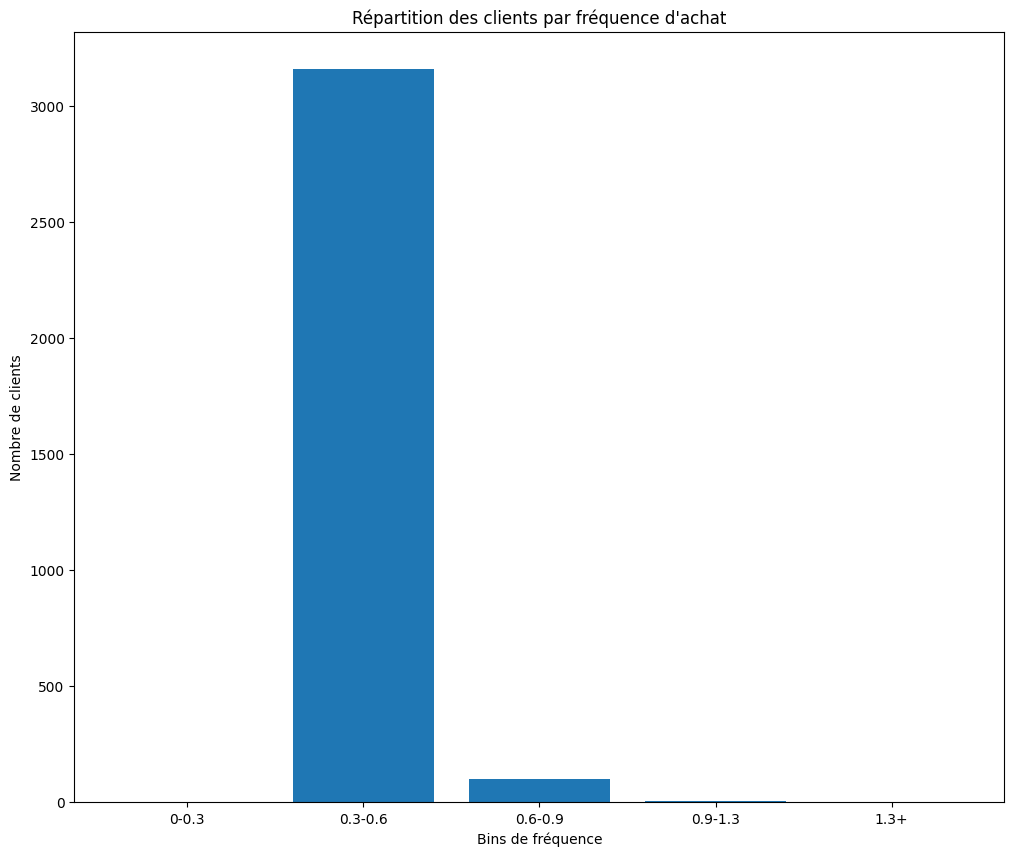 Répartition des clients par fréquence d'achat
Nombre de clients
3000
2500
2000
1500
1000
500
0
0-0.3 0.3-0.6 0.6-0.9 0.9-1.3 1.3+
Bins de fréquence